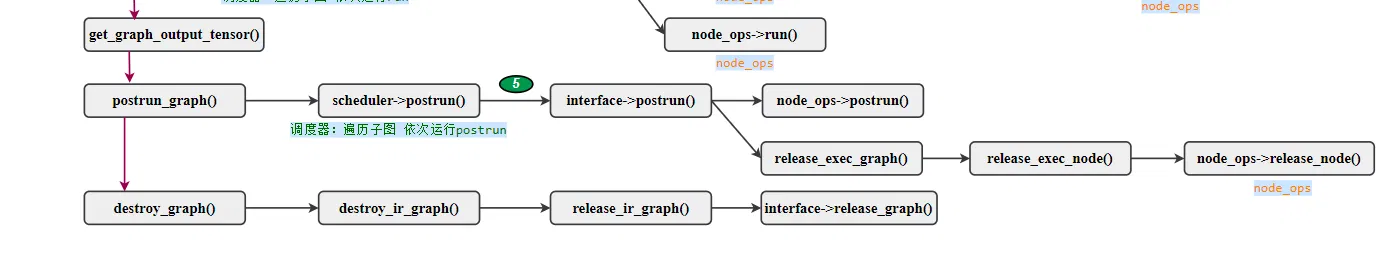 node_ops
node_ops
get_graph_output_tensor()
node_ops->run()
node_ops
5
postrun_graph()
scheduler->postrun()
interface->postrun()
node_ops->postrun()
调度器：遍历子图 依次运行postrun
release_exec_graph()
release_exec_node()
node_ops->release_node()
node_ops
destroy_graph()
destroy_ir_graph()
release_ir_graph()
interface->release_graph()